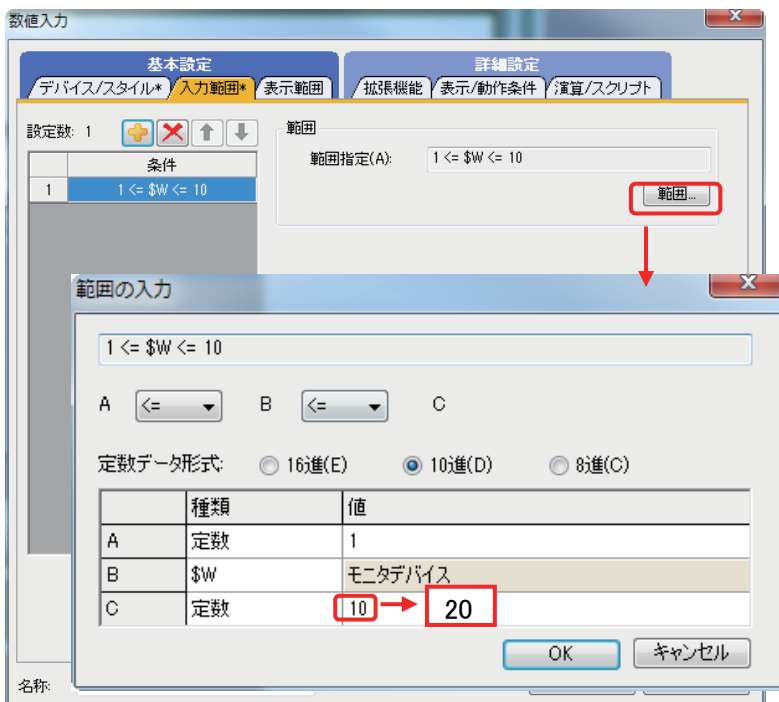 数値入力
基本設定
詳細設定
デバイス/スタイル* 入力範囲* 表示範囲 拡張機能 表示/動作条件 演算/スクリプト
設定数: 1
範囲
範囲指定(A): 1 <= $W <= 10
条件
1 1 <= $W <= 10
範囲...
範囲の入力
1 <= $W <= 10
A <= B <= C
定数データ形式: 16進(E) 10進(D) 8進(C)
種類 値
A 定数 1
B $W モニタデバイス
C 定数 10 20
OK キャンセル
名称: